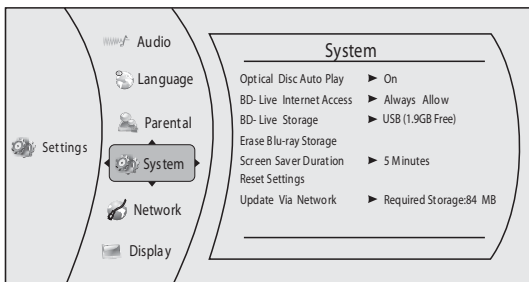 Settings
Audio
Language
Parental
System
Network
Display
System
Optical Disc Auto Play ► On
BD- Live Internet Access ► Always Allow
BD- Live Storage ► USB (1.9GB Free)
Erase Blu-ray Storage
Screen Saver Duration ► 5 Minutes
Reset Settings
Update Via Network ► Required Storage:84 MB